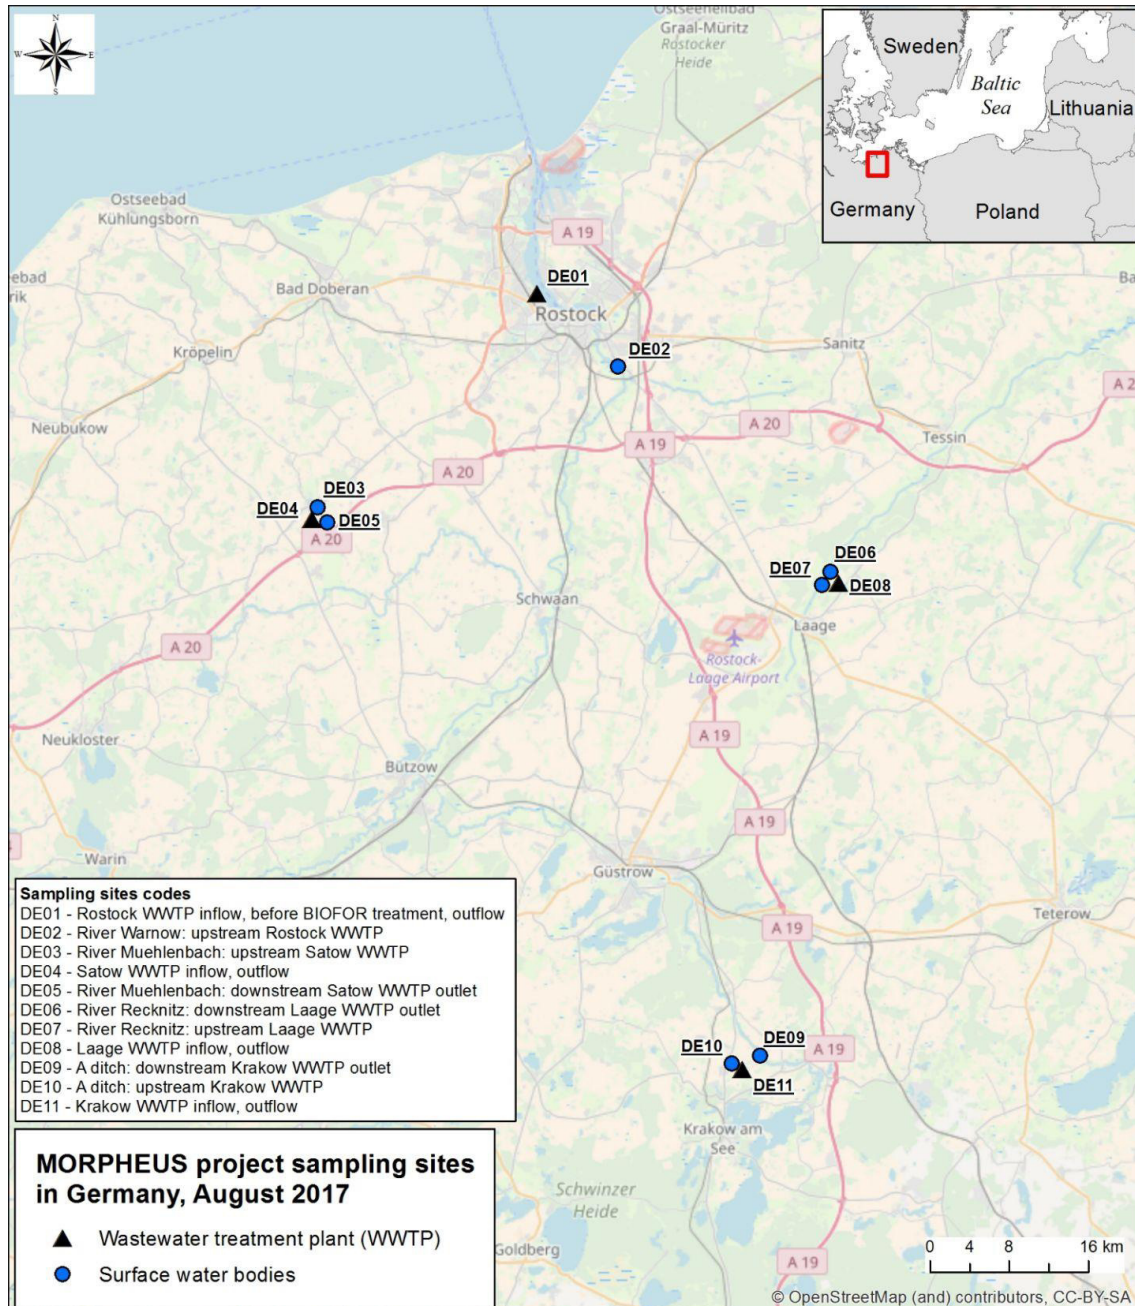 Ostseeheilbad
Graal-Müritz
Rostocker
Heide
N
W
E
S
Sweden
Baltic
Sea
Lithuania
Germany
Poland
Ostseebad
Kühlungsborn
A 19
DE01
Bad Doberan
Rostock
DE02
Sanitz
Kröpelin
Neubukow
A 20
A 19
A 2
Tessin
A 20
DE03
DE04
DE05
A 20
DE06
DE07
DE08
Schwaan
Laage
A 20
Rostock-
Laage Airport
Neukloster
A 19
Bützow
A 19
Warin
Güstrow
Teterow
A 19
Sampling sites codes
DE01 - Rostock WWTP inflow, before BIOFOR treatment, outflow
DE02 - River Warnow: upstream Rostock WWTP
DE03 - River Muehlenbach: upstream Satow WWTP
DE04 - Satow WWTP inflow, outflow
DE05 - River Muehlenbach: downstream Satow WWTP outlet
DE06 - River Recknitz: downstream Laage WWTP outlet
DE07 - River Recknitz: upstream Laage WWTP
DE08 - Laage WWTP inflow, outflow
DE09 - A ditch: downstream Krakow WWTP outlet
DE10 - A ditch: upstream Krakow WWTP
DE11 - Krakow WWTP inflow, outflow
DE10
DE09
A 19
DE11
Krakow am
See
Schwinzer
Heide
Goldberg
A 19
MORPHEUS project sampling sites
in Germany, August 2017
Wastewater treatment plant (WWTP)
Surface water bodies
0 4 8 16 km
© OpenStreetMap (and) contributors, CC-BY-SA